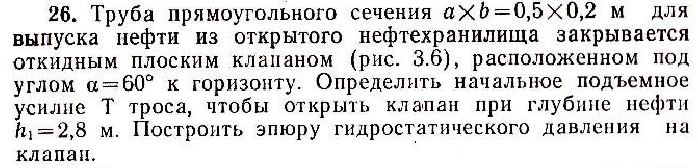 26. Труба прямоугольного сечения a×b=0,5×0,2 м для
выпуска нефти из открытого нефтехранилища закрывается
откидным плоским клапаном (рис. 3.6), расположенном под
углом α=60° к горизонту. Определить начальное подъемное
усилие T троса, чтобы открыть клапан при глубине нефти
h₁=2,8 м. Построить эпюру гидростатического давления на
клапан.